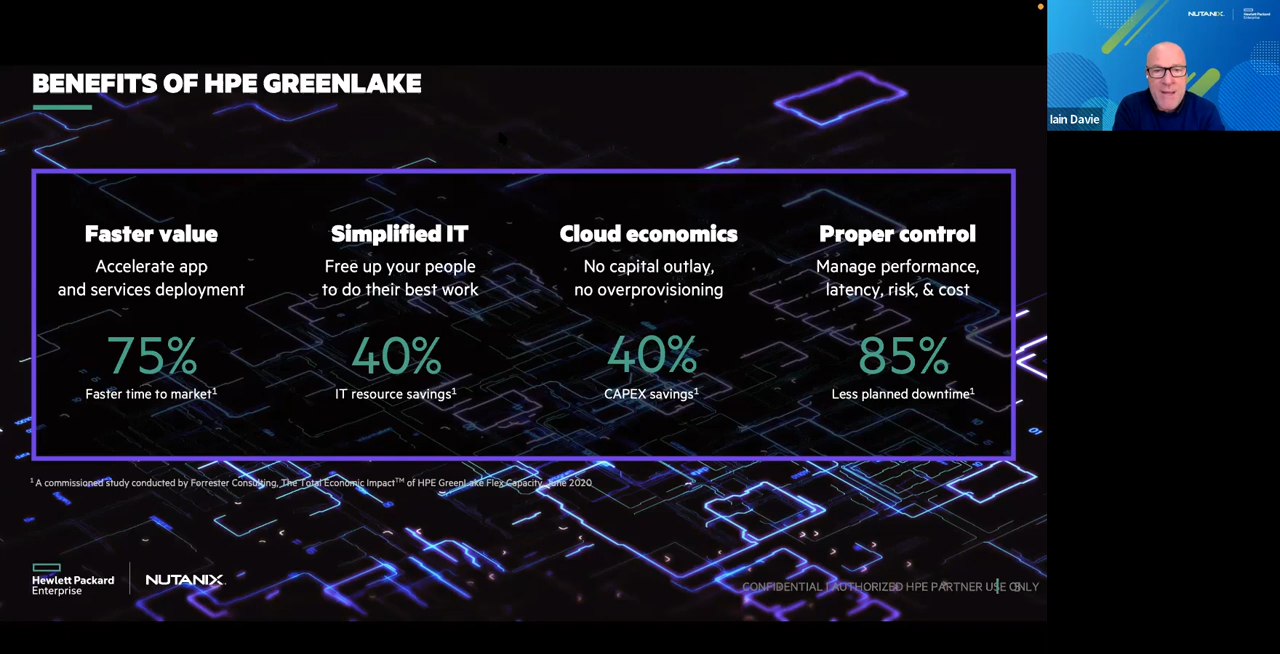 BENEFITS OF HPE GREENLAKE
Faster value
Accelerate app
and services deployment
75%
Faster time to market¹
Simplified IT
Free up your people
to do their best work
40%
IT resource savings¹
Cloud economics
No capital outlay,
no overprovisioning
40%
CAPEX savings¹
Proper control
Manage performance,
latency, risk, & cost
85%
Less planned downtime¹
¹ A commissioned study conducted by Forrester Consulting, The Total Economic Impact™ of HPE GreenLake Flex Capacity, June 2020
Hewlett Packard
Enterprise
NUTANIX
CONFIDENTIAL | AUTHORIZED HPE PARTNER USE ONLY
NUTANIX
Hewlett Packard
Enterprise
Iain Davie